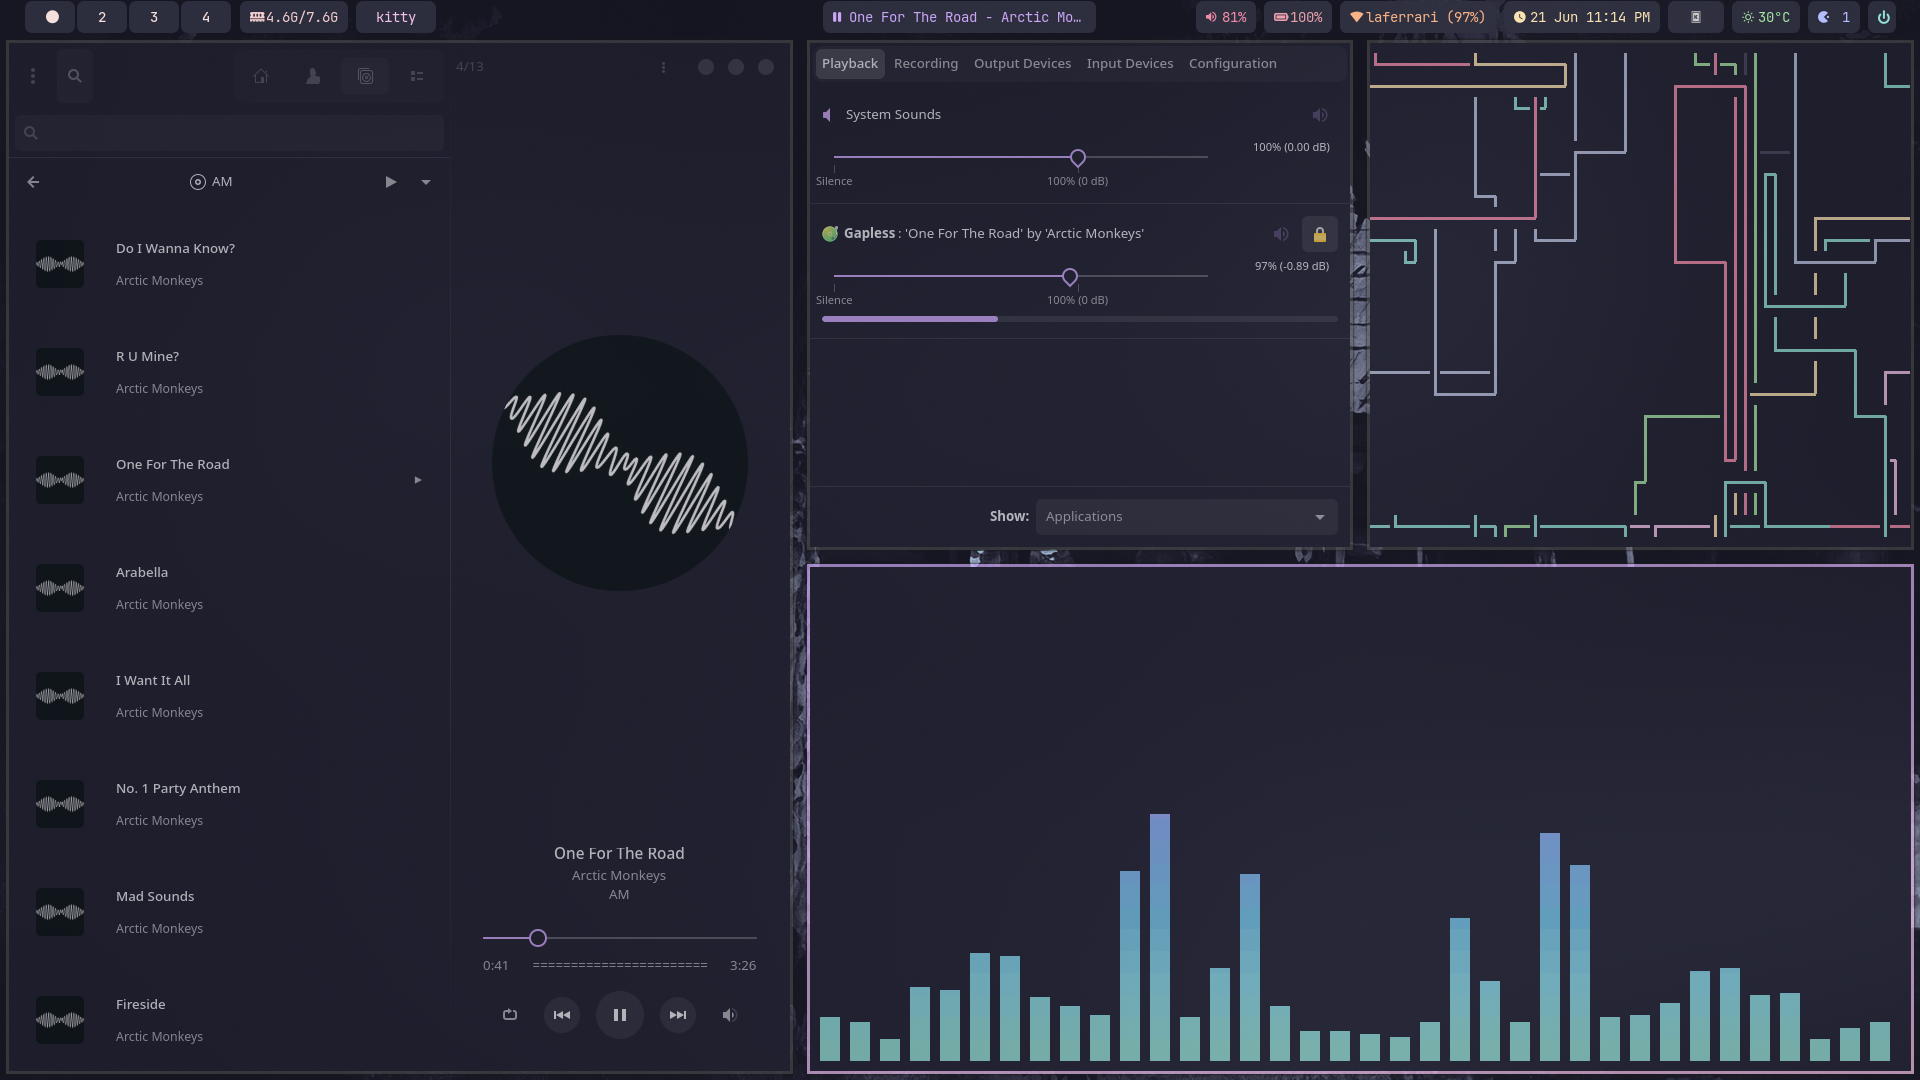 2
3
4
4.6G/7.6G
kitty
One For The Road - Arctic Mo…
81%
100%
laferrari (97%)
21 Jun 11:14 PM
30°C
1
4/13
AM
Do I Wanna Know?
Arctic Monkeys
R U Mine?
Arctic Monkeys
One For The Road
Arctic Monkeys
Arabella
Arctic Monkeys
I Want It All
Arctic Monkeys
No. 1 Party Anthem
Arctic Monkeys
Mad Sounds
Arctic Monkeys
Fireside
Arctic Monkeys
One For The Road
Arctic Monkeys
AM
0:41
=======================
3:26
Playback
Recording
Output Devices
Input Devices
Configuration
System Sounds
100% (0.00 dB)
Silence
100% (0 dB)
Gapless : 'One For The Road' by 'Arctic Monkeys'
97% (-0.89 dB)
Silence
100% (0 dB)
Show:
Applications